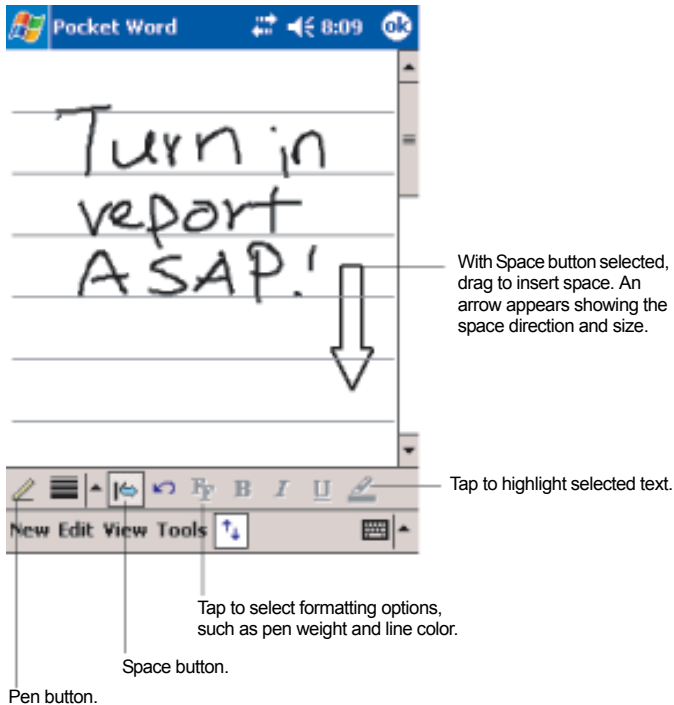 Pocket Word 8:09 ok
Turn in
report
ASAP!
With Space button selected,
drag to insert space. An
arrow appears showing the
space direction and size.
B I U
Tap to highlight selected text.
New Edit View Tools
Tap to select formatting options,
such as pen weight and line color.
Space button.
Pen button.